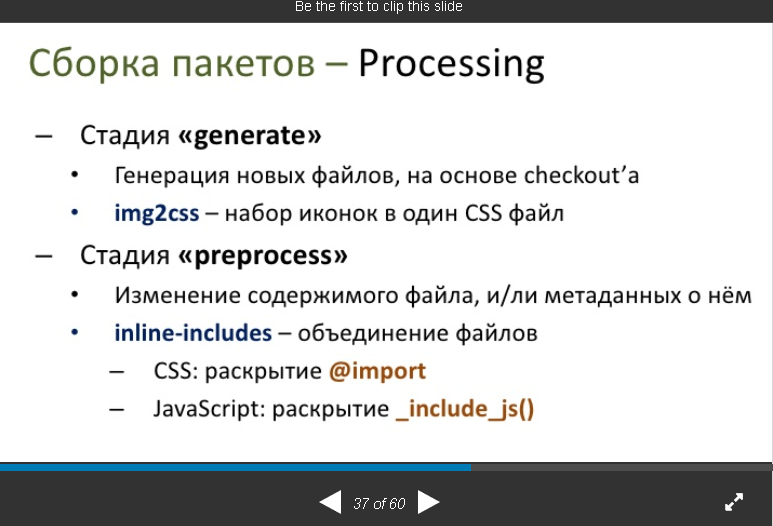 Be the first to clip this slide
Сборка пакетов – Processing
– Стадия «generate»
• Генерация новых файлов, на основе checkout’а
• img2css – набор иконок в один CSS файл
– Стадия «preprocess»
• Изменение содержимого файла, и/ли метаданных о нём
• inline-includes – объединение файлов
– CSS: раскрытие @import
– JavaScript: раскрытие _include_js()
37 of 60